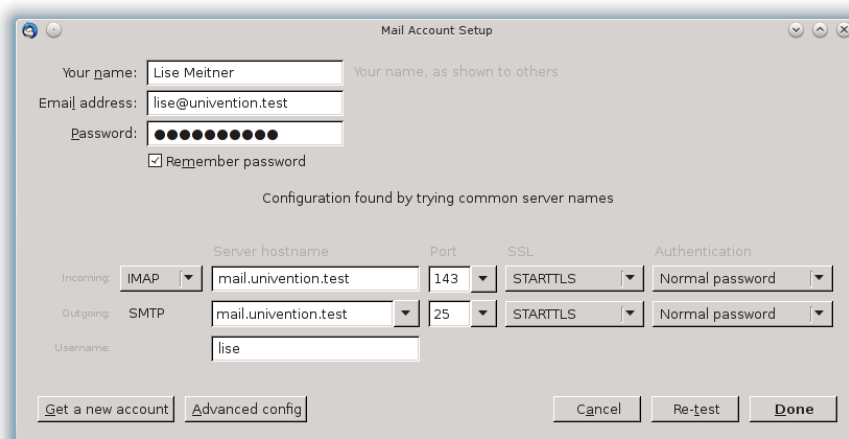 Mail Account Setup
Your name: Lise Meitner Your name, as shown to others
Email address: lise@univention.test
Password: ●●●●●●●●●●
Remember password
Configuration found by trying common server names
Server hostname Port SSL Authentication
Incoming: IMAP mail.univention.test 143 STARTTLS Normal password
Outgoing: SMTP mail.univention.test 25 STARTTLS Normal password
Username: lise
Get a new account Advanced config Cancel Re-test Done